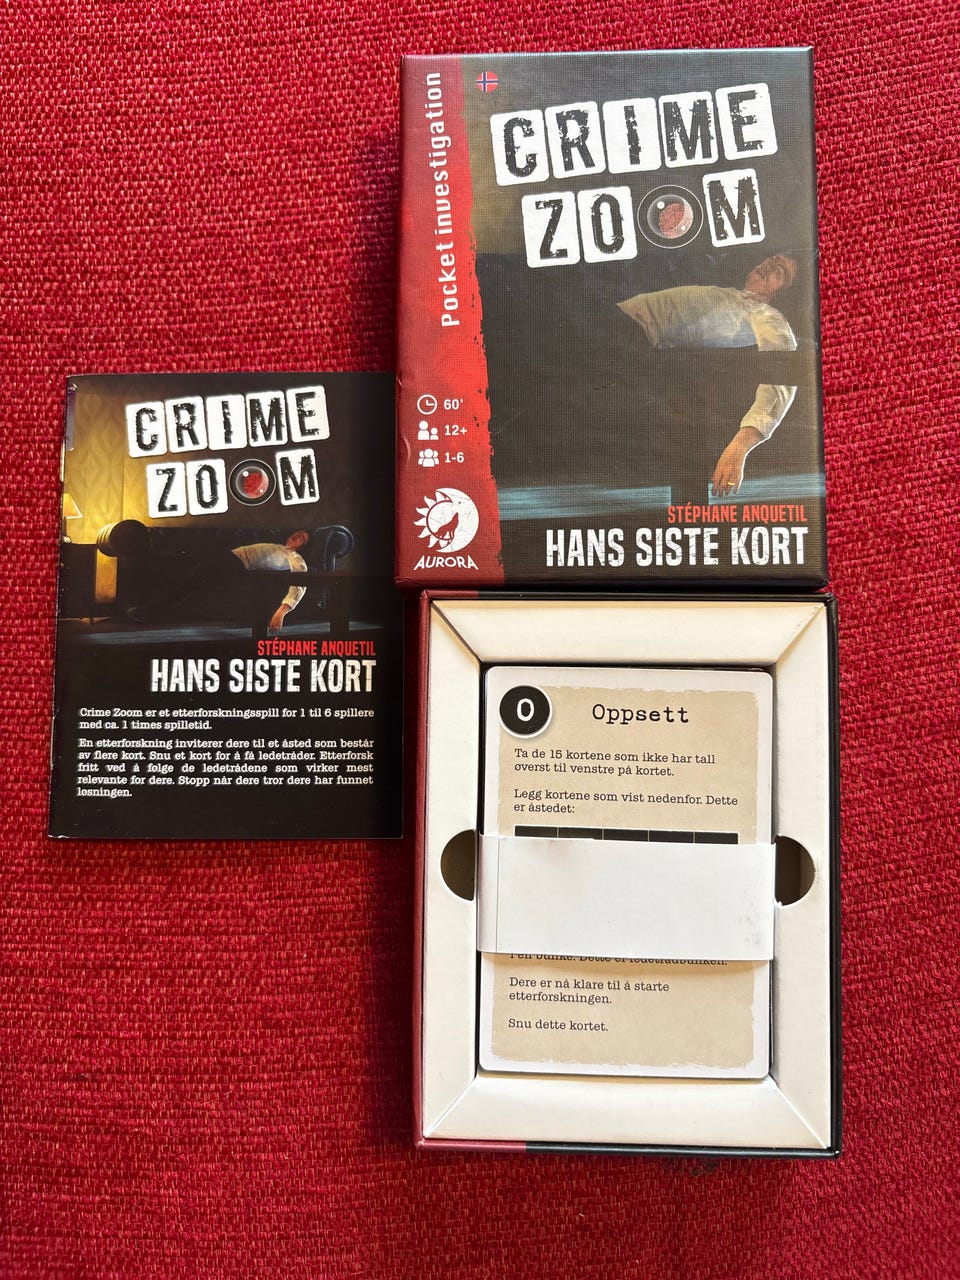 Pocket investigation
CRIME
ZOOM
60'
12+
1-6
AURORA
STÉPHANE ANQUETIL
HANS SISTE KORT
CRIME
ZOOM
STÉPHANE ANQUETIL
HANS SISTE KORT
Crime Zoom er et etterforskningsspill for 1 til 6 spillere
med ca. 1 times spilletid.
En etterforskning inviterer dere til et åsted som består
av flere kort. Snu et kort for å få ledetråder. Etterforsk
fritt ved å følge de ledetrådene som virker mest
relevante for dere. Stopp når dere tror dere har funnet
løsningen.
0
Oppsett
Ta de 15 kortene som ikke har tall
øverst til venstre på kortet.
Legg kortene som vist nedenfor. Dette
er åstedet:
i en bunke. Dette er ledetrådbunken.
Dere er nå klare til å starte
etterforskningen.
Snu dette kortet.